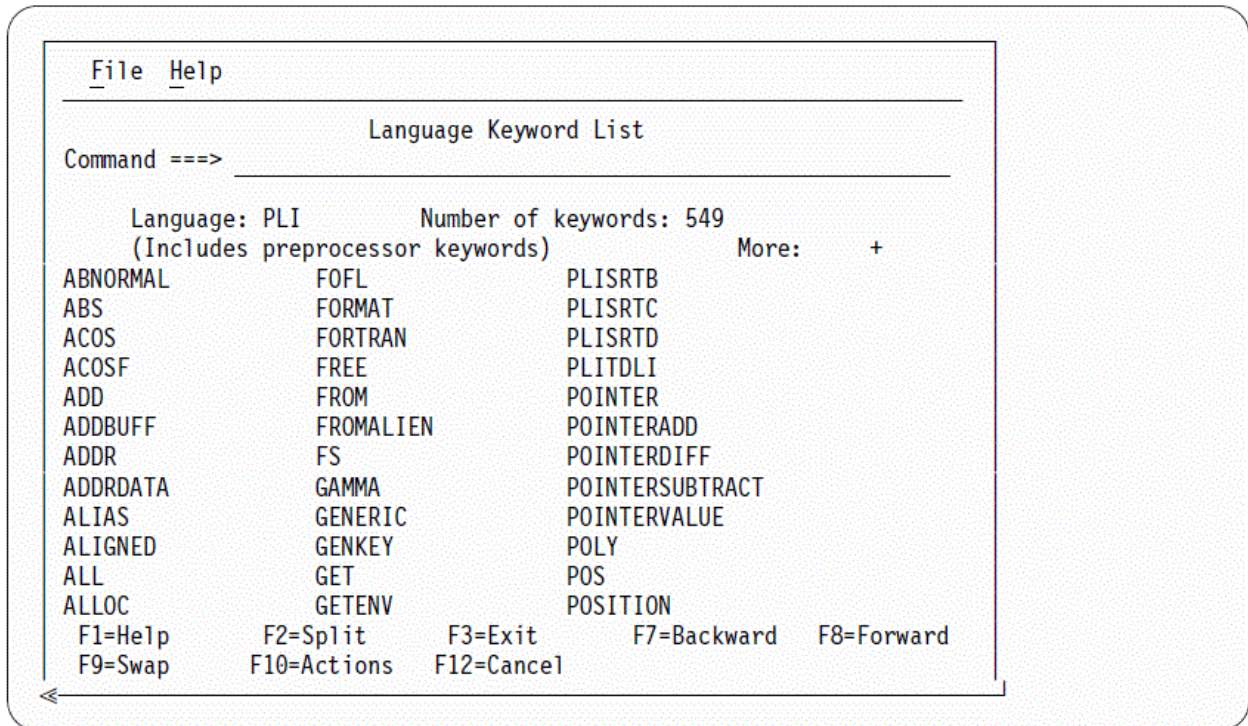 File Help
Language Keyword List
Command ===>
Language: PLI Number of keywords: 549
(Includes preprocessor keywords) More: +
ABNORMAL FOFL PLISRTB
ABS FORMAT PLISRTC
ACOS FORTRAN PLISRTD
ACOSF FREE PLITDLI
ADD FROM POINTER
ADDBUFF FROMALIEN POINTERADD
ADDR FS POINTERDIFF
ADDRDATA GAMMA POINTERSUBTRACT
ALIAS GENERIC POINTERVALUE
ALIGNED GENKEY POLY
ALL GET POS
ALLOC GETENV POSITION
F1=Help F2=Split F3=Exit F7=Backward F8=Forward
F9=Swap F10=Actions F12=Cancel